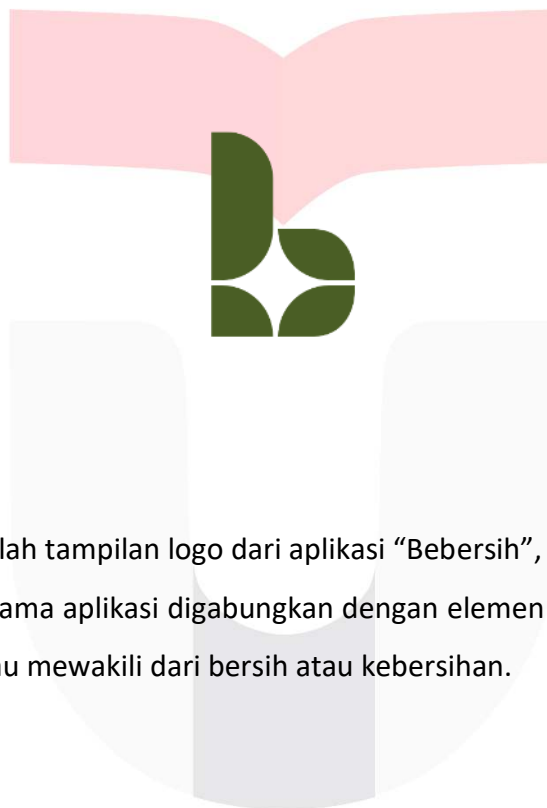 lah tampilan logo dari aplikasi “Bebersih”,
ama aplikasi digabungkan dengan elemen
u mewakili dari bersih atau kebersihan.